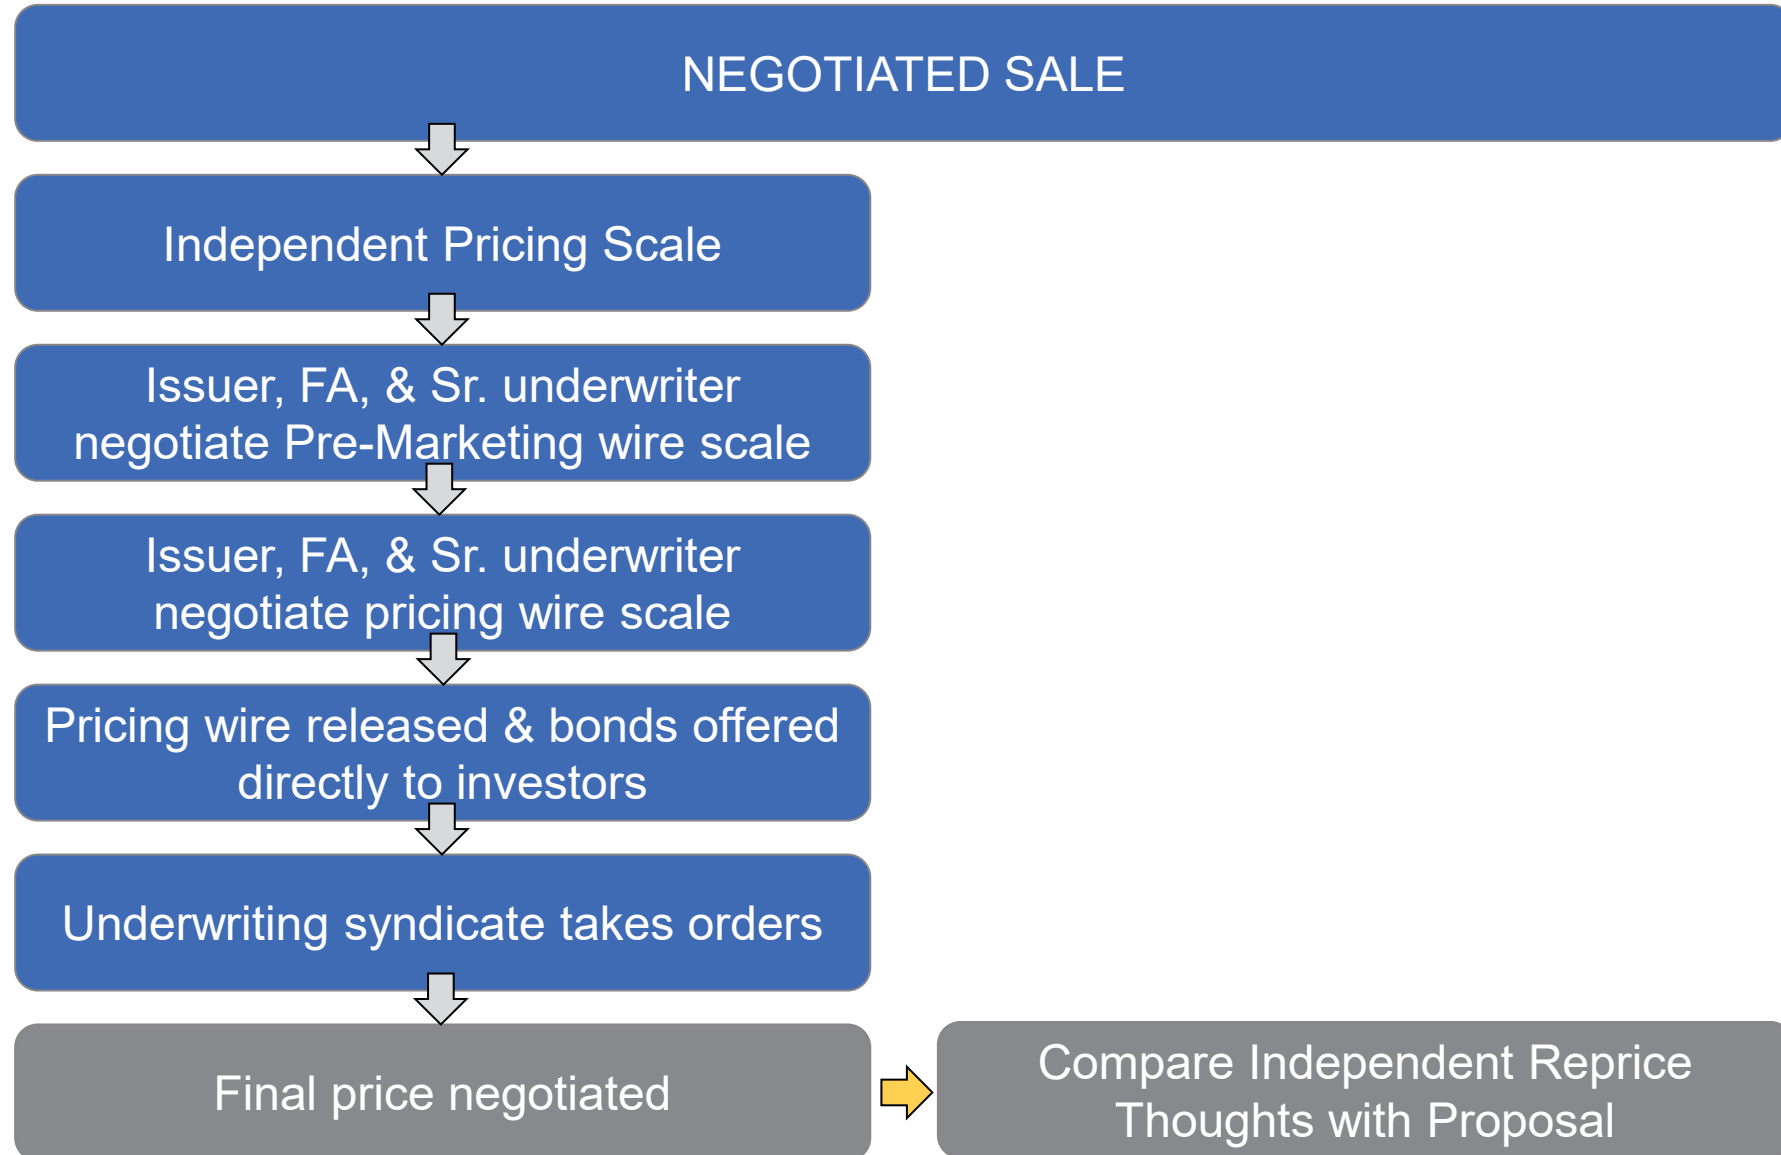 NEGOTIATED SALE
Independent Pricing Scale
Issuer, FA, & Sr. underwriter
negotiate Pre-Marketing wire scale
Issuer, FA, & Sr. underwriter
negotiate pricing wire scale
Pricing wire released & bonds offered
directly to investors
Underwriting syndicate takes orders
Final price negotiated
Compare Independent Reprice
Thoughts with Proposal